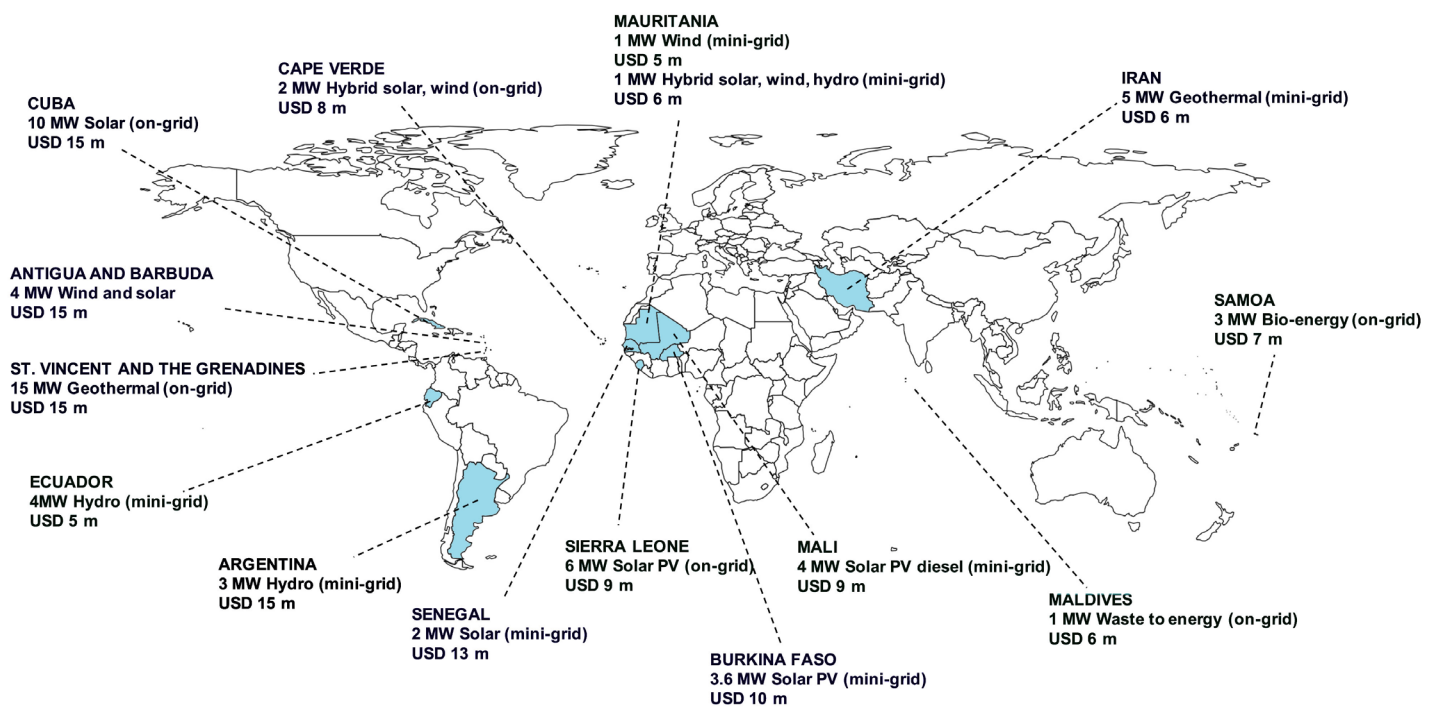 MAURITANIA
1 MW Wind (mini-grid)
USD 5 m
1 MW Hybrid solar, wind, hydro (mini-grid)
USD 6 m
CAPE VERDE
2 MW Hybrid solar, wind (on-grid)
USD 8 m
IRAN
5 MW Geothermal (mini-grid)
USD 6 m
CUBA
10 MW Solar (on-grid)
USD 15 m
ANTIGUA AND BARBUDA
4 MW Wind and solar
USD 15 m
SAMOA
3 MW Bio-energy (on-grid)
USD 7 m
ST. VINCENT AND THE GRENADINES
15 MW Geothermal (on-grid)
USD 15 m
ECUADOR
4MW Hydro (mini-grid)
USD 5 m
ARGENTINA
3 MW Hydro (mini-grid)
USD 15 m
SIERRA LEONE
6 MW Solar PV (on-grid)
USD 9 m
MALI
4 MW Solar PV diesel (mini-grid)
USD 9 m
SENEGAL
2 MW Solar (mini-grid)
USD 13 m
MALDIVES
1 MW Waste to energy (on-grid)
USD 6 m
BURKINA FASO
3.6 MW Solar PV (mini-grid)
USD 10 m